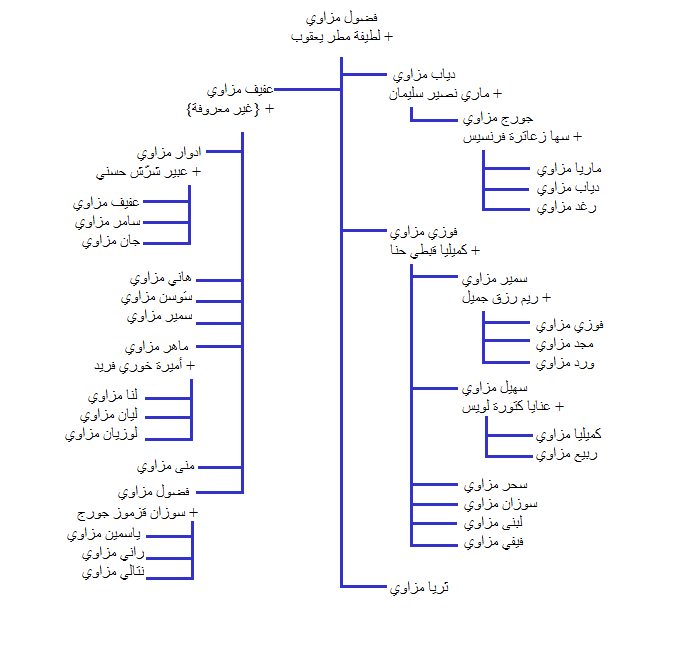 فضول مزاوي
+ لطيفة مطر يعقوب
دياب مزاوي
+ ماري نصير سليمان
جورج مزاوي
+ سها زعاترة فرنسيس
ماريا مزاوي
دياب مزاوي
رغد مزاوي
فوزي مزاوي
+ كميليا قبطي حنا
سمير مزاوي
+ ريم رزق جميل
فوزي مزاوي
مجد مزاوي
ورد مزاوي
سهيل مزاوي
+ عنايا كتورة لويس
كميليا مزاوي
ربيع مزاوي
سحر مزاوي
سوزان مزاوي
لبنى مزاوي
فيفي مزاوي
ثريا مزاوي
عفيف مزاوي
+ {غير معروفة}
ادوار مزاوي
+ عبير شرّش حسني
عفيف مزاوي
سامر مزاوي
جان مزاوي
هاني مزاوي
سوسن مزاوي
سمير مزاوي
ماهر مزاوي
+ أميرة خوري فريد
لنا مزاوي
ليان مزاوي
لوزيان مزاوي
منى مزاوي
فضول مزاوي
+ سوزان قزموز جورج
ياسمين مزاوي
راني مزاوي
نتالي مزاوي